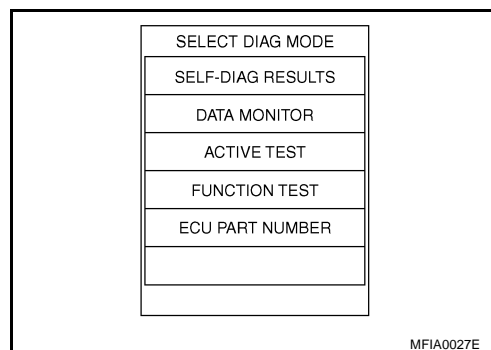 SELECT DIAG MODE
SELF-DIAG RESULTS
DATA MONITOR
ACTIVE TEST
FUNCTION TEST
ECU PART NUMBER
MFIA0027E